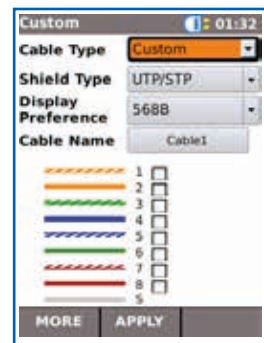 Custom 01:32
Cable Type Custom
Shield Type UTP/STP
Display Preference 568B
Cable Name Cable1
1
2
3
4
5
6
7
8
S
MORE APPLY